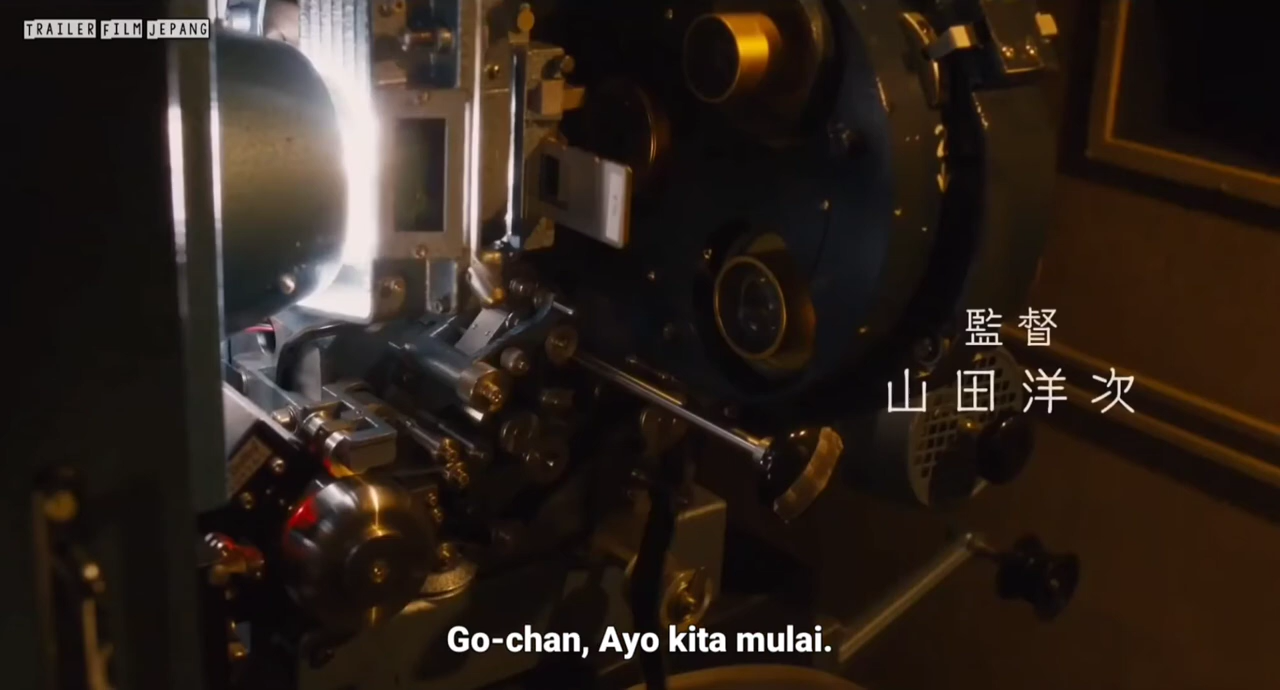 TRAILER FILM JEPANG
監督
山田洋次
Go-chan, Ayo kita mulai.